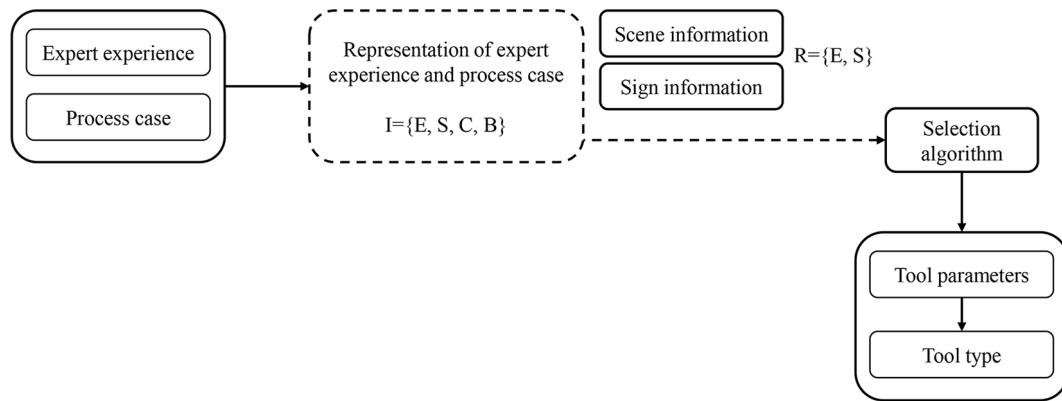 Expert experience
Process case
Representation of expert
experience and process case
I={E, S, C, B}
Scene information
Sign information
R={E, S}
Selection
algorithm
Tool parameters
Tool type